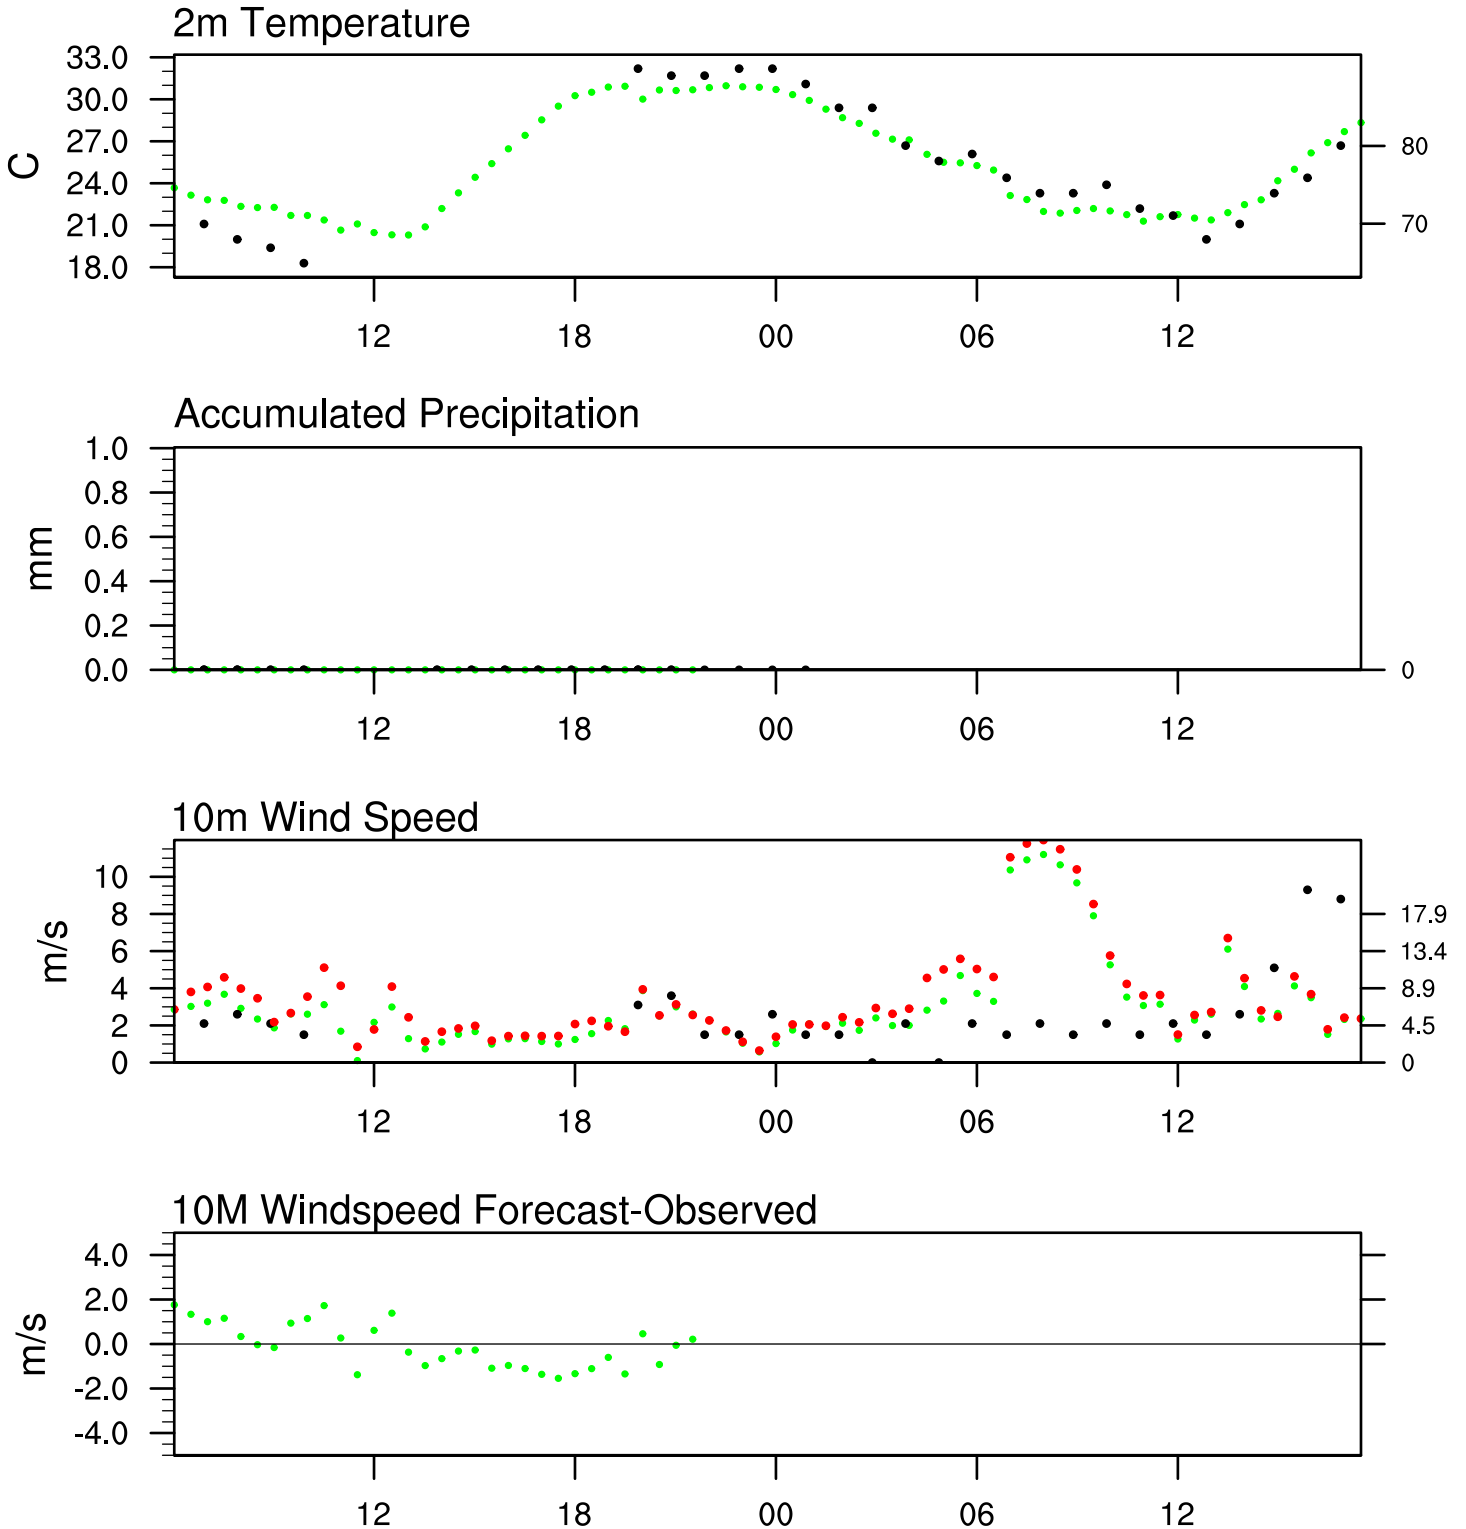 2m Temperature
33.0
30.0
27.0
24.0
21.0
18.0
C
80
70
12 18 00 06 12
Accumulated Precipitation
1.0
0.8
0.6
0.4
0.2
0.0
mm
0
12 18 00 06 12
10m Wind Speed
10
8
6
4
2
0
m/s
17.9
13.4
8.9
4.5
0
12 18 00 06 12
10M Windspeed Forecast-Observed
4.0
2.0
0.0
-2.0
-4.0
m/s
12 18 00 06 12